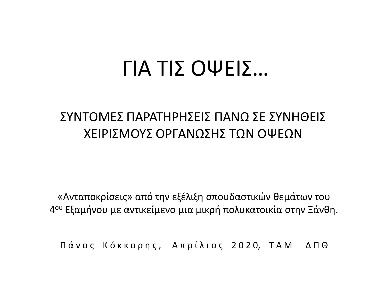 ΓΙΑ ΤΙΣ ΟΨΕΙΣ...
ΣΥΝΤΟΜΕΣ ΠΑΡΑΤΗΡΗΣΕΙΣ ΠΑΝΩ ΣΕ ΣΥΝΗΘΕΙΣ
ΧΕΙΡΙΣΜΟΥΣ ΟΡΓΑΝΩΣΗΣ ΤΩΝ ΟΨΕΩΝ
«Ανταποκρίσεις» από την εξέλιξη σπουδαστικών θεμάτων του
4ου Εξαμήνου με αντικείμενο μια μικρή πολυκατοικία στην Ξάνθη.
Πάνος Κόκκορης, Απρίλιος 2020, ΤΑΜ ΔΠΘ